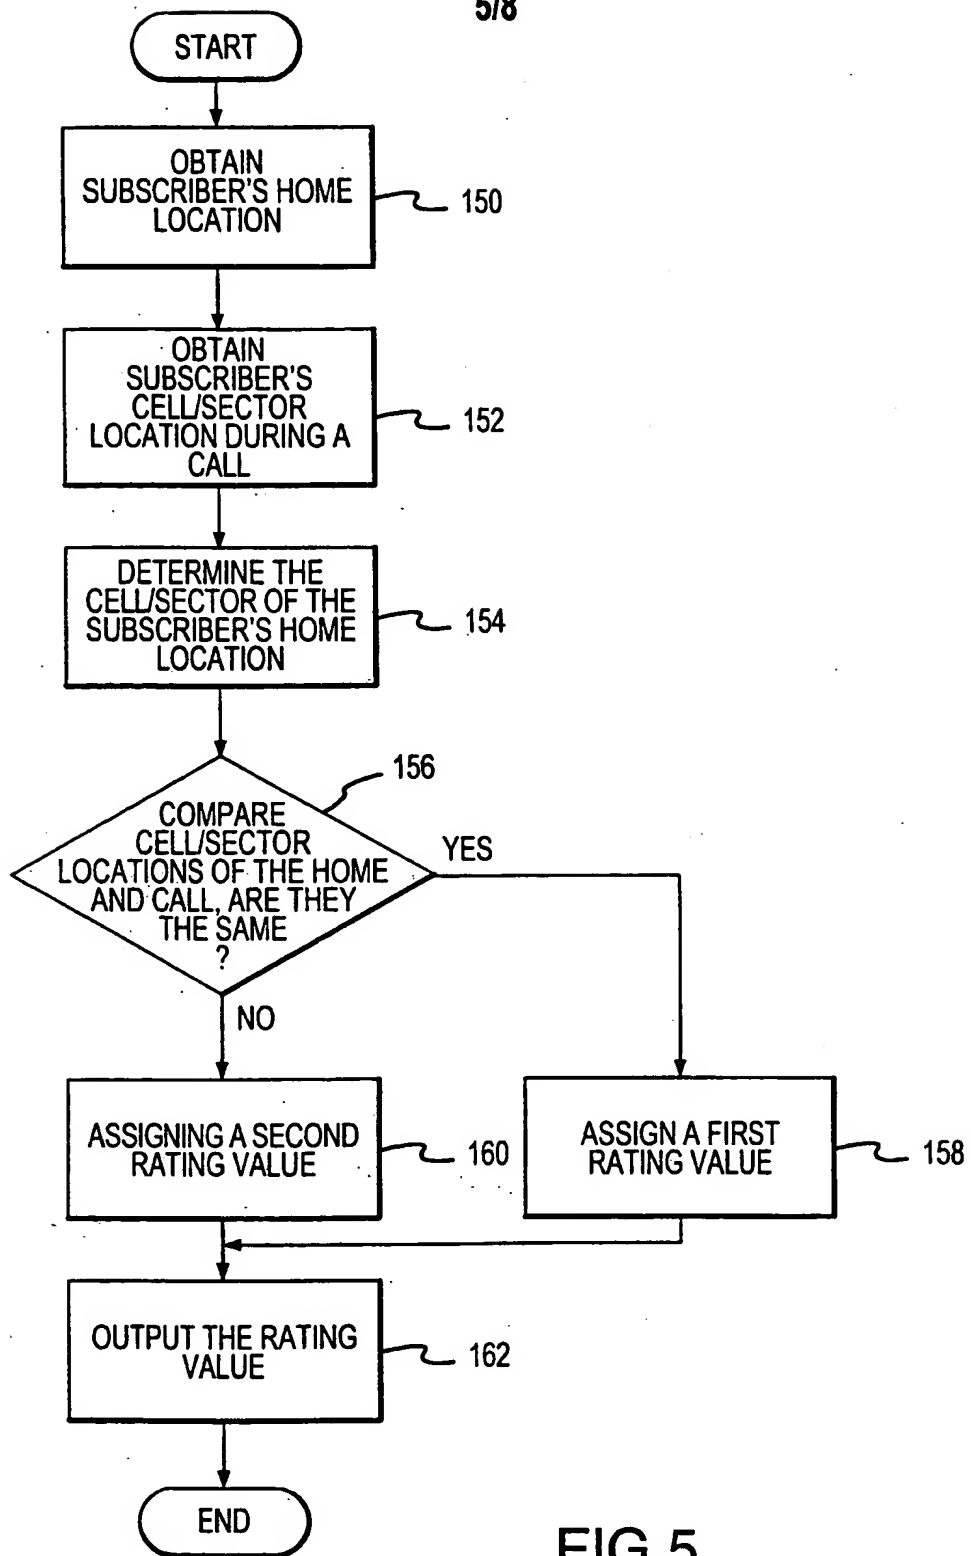 5/8
START
OBTAIN
SUBSCRIBER'S HOME
LOCATION
150
OBTAIN
SUBSCRIBER'S
CELL/SECTOR
LOCATION DURING A
CALL
152
DETERMINE THE
CELL/SECTOR OF THE
SUBSCRIBER'S HOME
LOCATION
154
156
COMPARE
CELL/SECTOR
LOCATIONS OF THE HOME
AND CALL, ARE THEY
THE SAME
?
YES
NO
ASSIGNING A SECOND
RATING VALUE
160
ASSIGN A FIRST
RATING VALUE
158
OUTPUT THE RATING
VALUE
162
END
FIG 5